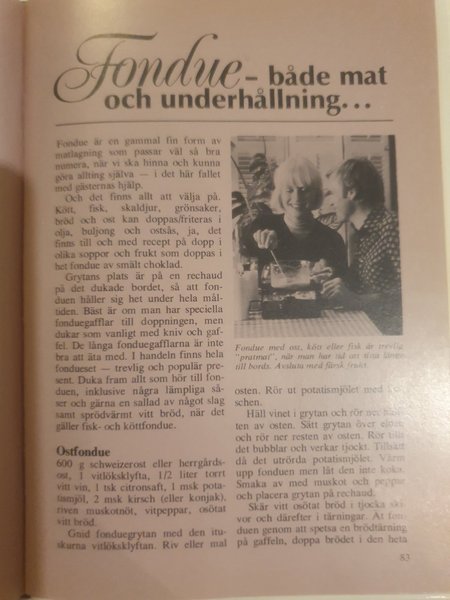 Fondue – både mat
och underhållning...
Fondue är en gammal fin form av
matlagning som passar väl så bra
numera, när vi ska hinna och kunna
göra allting själva — i det här fallet
med gästernas hjälp.
Och det finns allt att välja på.
Kött, fisk, skaldjur, grönsaker,
bröd och ost kan doppas/friteras i
olja, buljong och ostsås, ja, det
finns till och med recept på dopp i
olika soppor och frukt som doppas i
het fondue av smält choklad.
Grytans plats är på en rechaud
på det dukade bordet, så att fon-
duen håller sig het under hela mål-
tiden. Bäst är om man har speciella
fonduegafflar till doppningen, men
dukar som vanligt med kniv och gaf-
fel. De långa fonduegafflarna är inte
bra att äta med. I handeln finns hela
fondueset — trevlig och populär pre-
sent. Duka fram allt som hör till fon-
duen, inklusive några lämpliga så-
ser och gärna en sallad av något slag
samt sprödvärmt vitt bröd, när det
gäller fisk- och köttfondue.
Ostfondue
600 g schweizerost eller herrgårds-
ost, 1 vitlöksklyfta, 1/2 liter torrt
vitt vin, 1 tsk citronsaft, 1 msk pota-
tismjöl, 2 msk kirsch (eller konjak),
riven muskotnöt, vitpeppar, osötat
vitt bröd.
Gnid fonduegrytan med den itu-
skurna vitlöksklyftan. Riv eller mal
Fondue med ost, kött eller fisk är trevlig
"pratmat", när man har tid att sitta länge
till bords. Avsluta med färsk frukt.
osten. Rör ut potatismjölet med kir-
schen.
Häll vinet i grytan och rör ner hälf-
ten av osten. Sätt grytan över elden
och rör ner resten av osten. Rör tills
det bubblar och verkar tjockt. Tillsätt
då det utrörda potatismjölet. Värm
upp fonduen men låt den inte koka.
Smaka av med muskot och peppar
och placera grytan på rechaud.
Skär vitt osötat bröd i tjocka ski-
vor och därefter i tärningar. Ät fon-
duen genom att spetsa en brödtärning
på gaffeln, doppa brödet i den heta
83